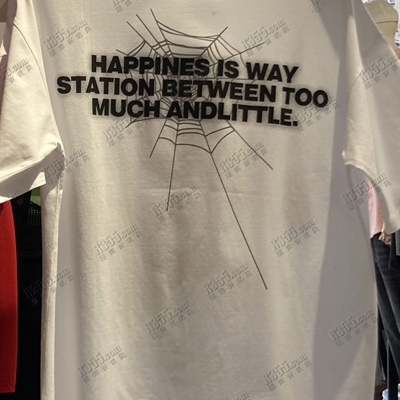 HAPPINES IS WAY
STATION BETWEEN TOO
MUCH ANDLITTLE.